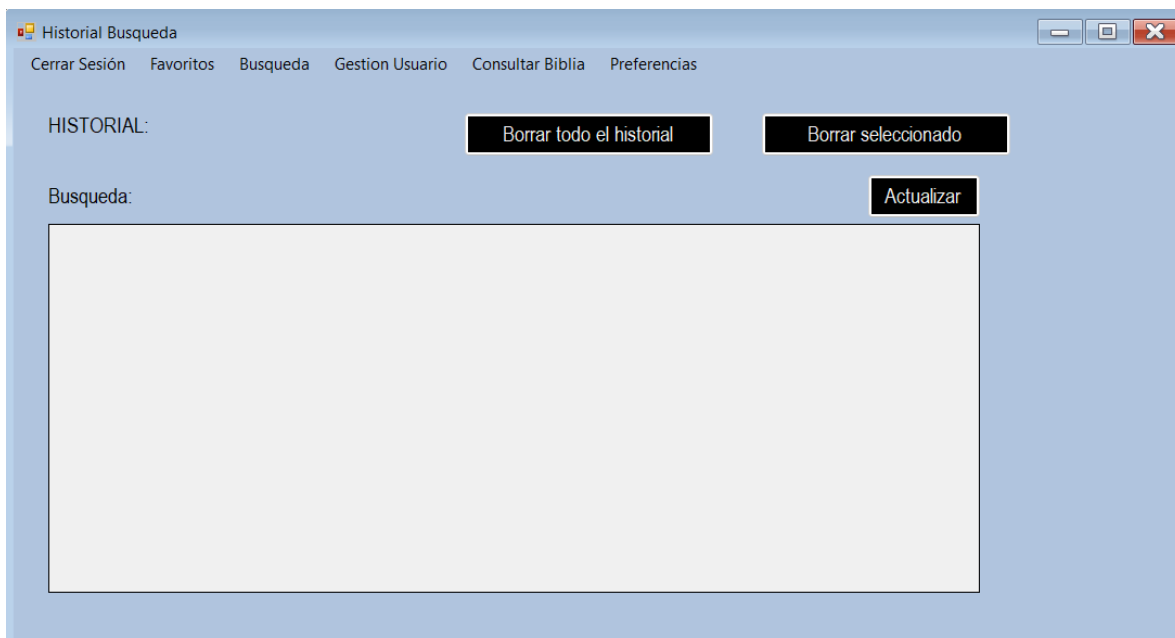 Historial Busqueda
Cerrar Sesión Favoritos Busqueda Gestion Usuario Consultar Biblia Preferencias
HISTORIAL: Borrar todo el historial Borrar seleccionado
Busqueda: Actualizar